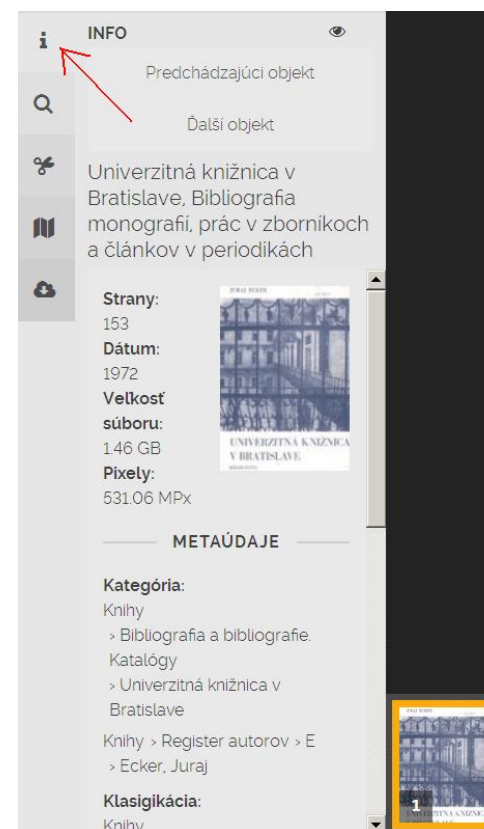 INFO
Predchádzajúci objekt
Ďalší objekt
Univerzitná knižnica v
Bratislave, Bibliografia
monografií, prác v zborníkoch
a článkov v periodikách
Strany:
153
Dátum:
1972
Veľkosť
súboru:
1.46 GB
Pixely:
531.06 MPx
JURAJ ECKER
UNIVERZITNÁ KNIŽNICA
V BRATISLAVE
METAÚDAJE
Kategória:
Knihy
› Bibliografia a bibliografie.
Katalógy
› Univerzitná knižnica v
Bratislave
Knihy › Register autorov › E
› Ecker, Juraj
Klasigikácia:
Knihy
1
UNIVERZITNÁ KNIŽNIC